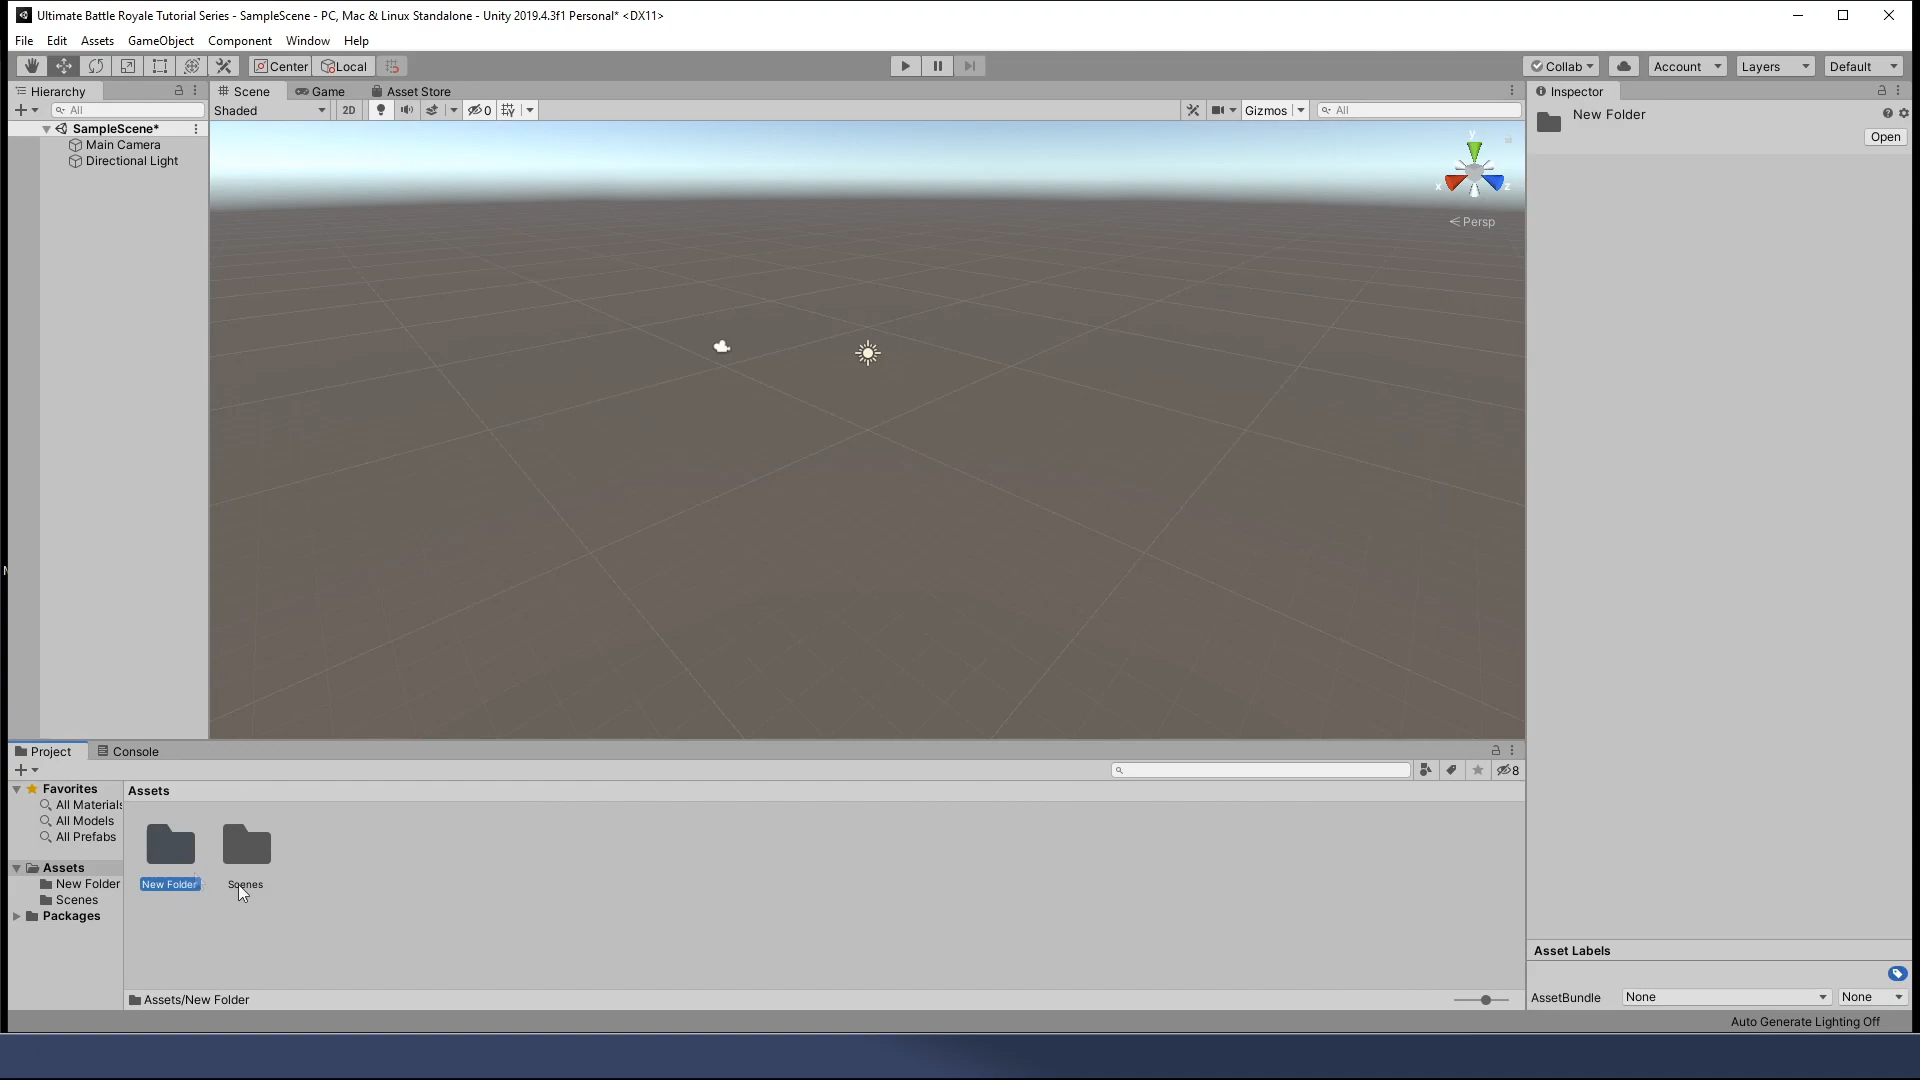 Ultimate Battle Royale Tutorial Series - SampleScene - PC, Mac & Linux Standalone - Unity 2019.4.3f1 Personal* <DX11>
File Edit Assets GameObject Component Window Help
Center Local Collab Account Layers Default
Hierarchy Scene Game Asset Store Inspector
All Shaded 2D 0 Gizmos All
New Folder
Open
SampleScene*
Main Camera
Directional Light
y
x z
Persp
Project Console
8
Favorites Assets
All Materials
All Models
All Prefabs
Assets
New Folder New Folder Scenes
Scenes
Packages
Assets/New Folder
Asset Labels
AssetBundle None None
Auto Generate Lighting Off